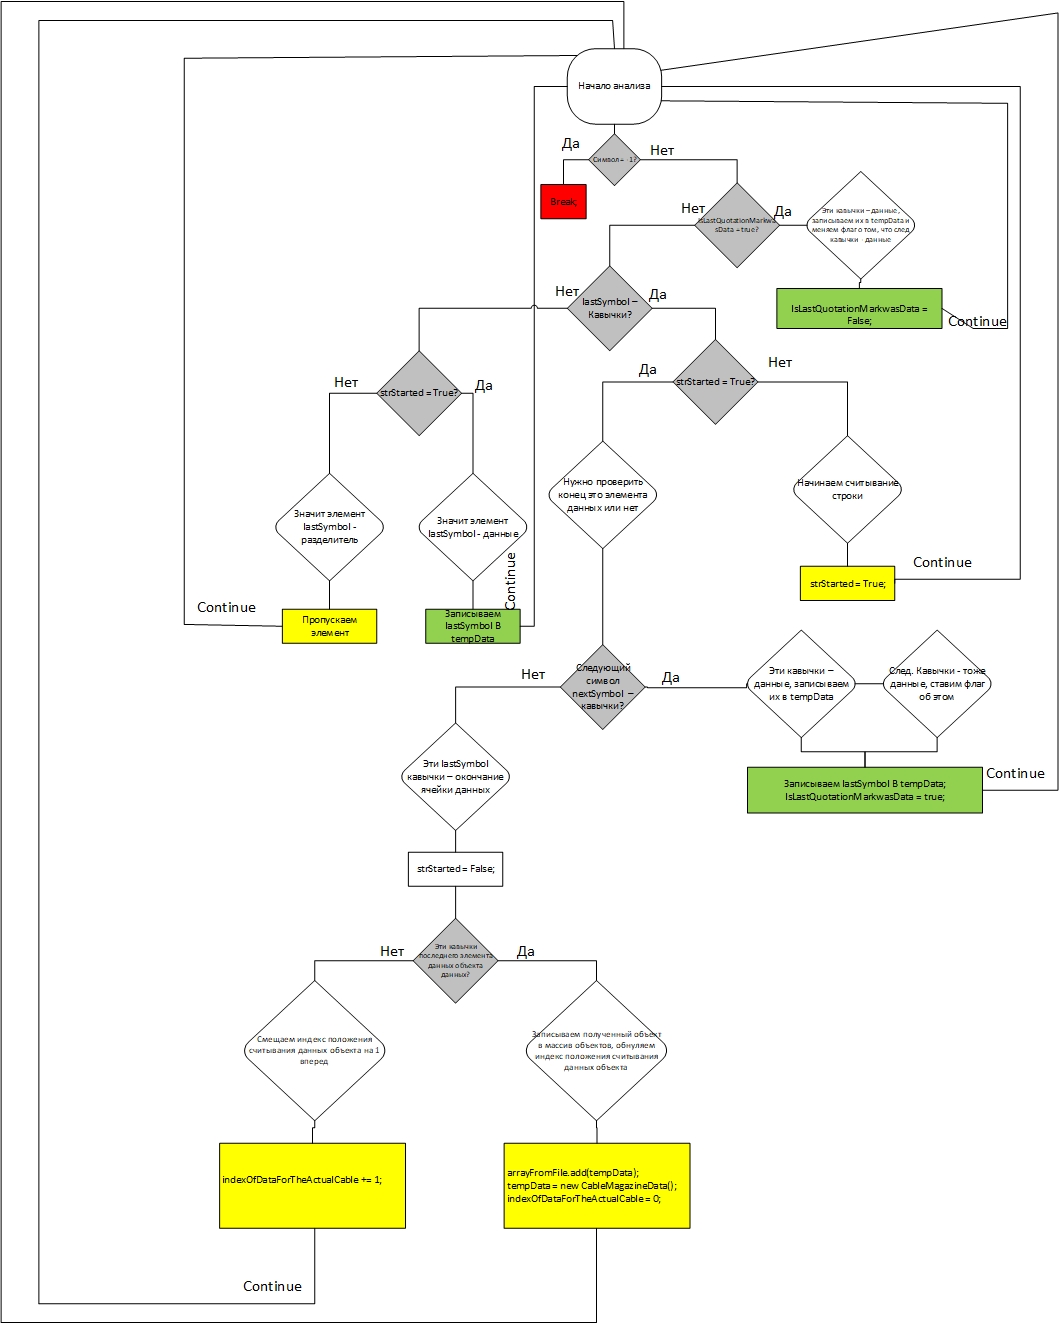 Начало анализа
Да
Нет
Символ = -1?
Break;
Нет
Да
IsLastQuotationMarkwa
sData = true?
Эти кавычки – данные,
записываем их в tempData и
меняем флаг о том, что след
кавычки - данные
IsLastQuotationMarkwasData =
False;
Continue
Нет
Да
lastSymbol –
Кавычки?
Нет
Да
strStarted = True?
Да
Нет
strStarted = True?
Значит элемент
lastSymbol -
разделитель
Значит элемент
lastSymbol - данные
Нужно проверить
конец это элемента
данных или нет
Начинаем считывание
строки
Continue
Пропускаем
элемент
Continue
Записываем
lastSymbol В
tempData
Continue
strStarted = True;
Нет
Да
Следующий
символ
nextSymbol –
кавычки?
Эти кавычки –
данные, записываем
их в tempData
След. Кавычки - тоже
данные, ставим флаг
об этом
Записываем lastSymbol В tempData;
IsLastQuotationMarkwasData = true;
Continue
Эти lastSymbol
кавычки – окончание
ячейки данных
strStarted = False;
Нет
Да
Эти кавычки
последнего элемента
данных объекта
данных?
Смещаем индекс положения
считывания данных объекта на 1
вперед
Записываем полученный объект
в массив объектов, обнуляем
индекс положения считывания
данных объекта
indexOfDataForTheActualCable += 1;
arrayFromFile.add(tempData);
tempData = new CableMagazineData();
indexOfDataForTheActualCable = 0;
Continue